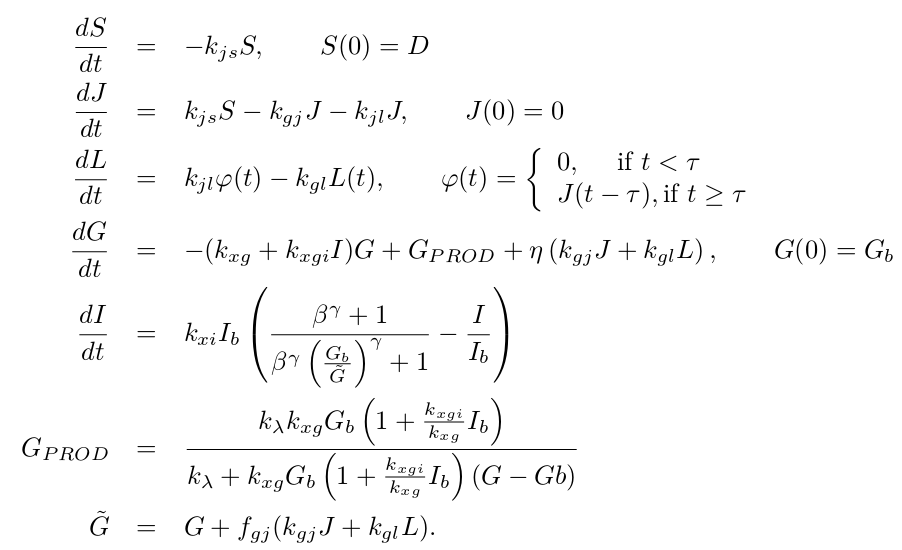 dS/dt = −k_{js}S, S(0) = D
dJ/dt = k_{js}S − k_{gj}J − k_{jl}J, J(0) = 0
dL/dt = k_{jl}φ(t) − k_{gl}L(t), φ(t) = { 0, if t < τ
J(t − τ), if t ≥ τ
dG/dt = −(k_{xg} + k_{xgi}I)G + G_{PROD} + η (k_{gj}J + k_{gl}L), G(0) = G_b
dI/dt = k_{xi}I_b ( (β^γ + 1) / (β^γ (G_b/G̃)^γ + 1) − I/I_b )
G_{PROD} = k_λ k_{xg}G_b (1 + (k_{xgi}/k_{xg}) I_b) / (k_λ + k_{xg}G_b (1 + (k_{xgi}/k_{xg}) I_b) (G − Gb))
G̃ = G + f_{gj}(k_{gj}J + k_{gl}L).